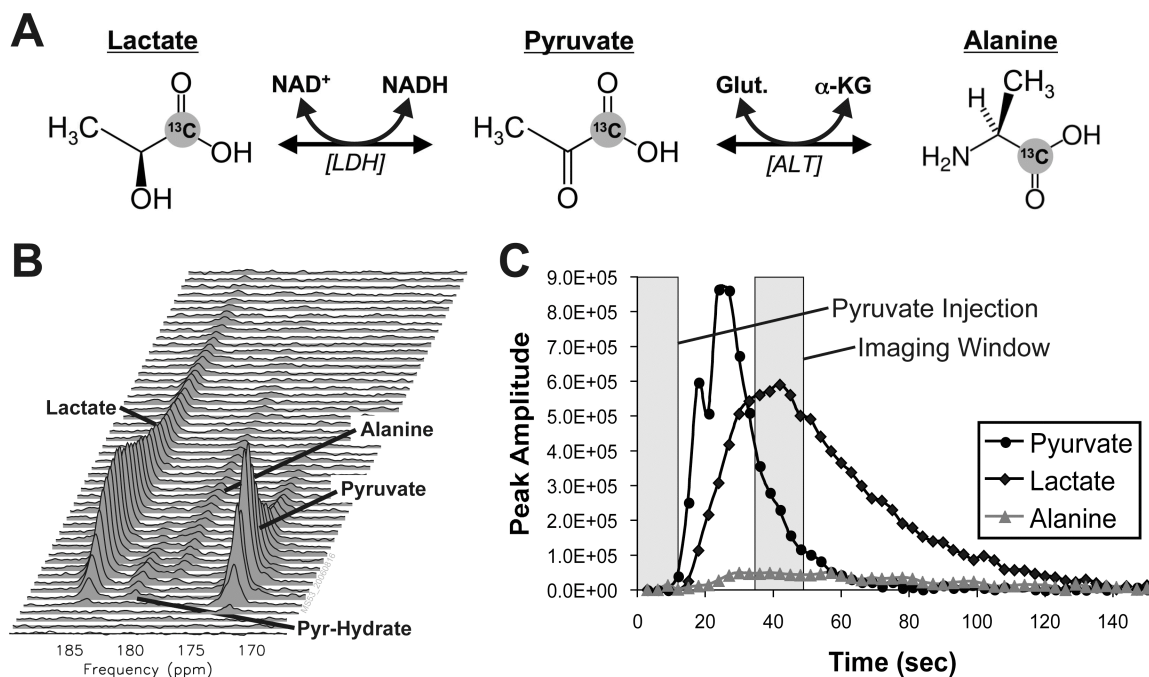 A
Lactate
Pyruvate
Alanine
O
H₃C
¹³C
OH
OH
NAD⁺
NADH
[LDH]
O
H₃C
¹³C
OH
O
Glut.
α-KG
[ALT]
CH₃
H
OH
H₂N
¹³C
O
B
Lactate
Alanine
Pyruvate
Pyr-Hydrate
185
180
175
170
Frequency (ppm)
C
9.0E+05
8.0E+05
7.0E+05
6.0E+05
5.0E+05
4.0E+05
3.0E+05
2.0E+05
1.0E+05
0.0E+00
Peak Amplitude
Pyruvate Injection
Imaging Window
Pyurvate
Lactate
Alanine
0
20
40
60
80
100
120
140
Time (sec)